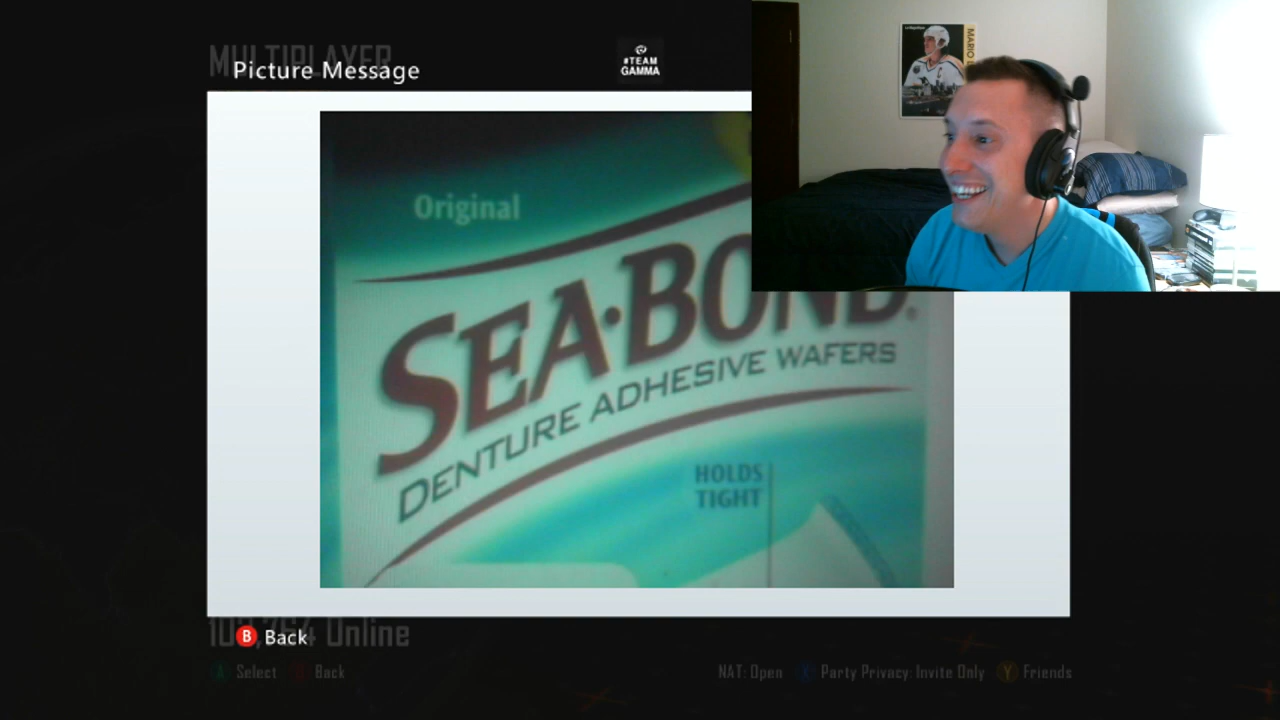 MULTIPLAYER
Picture Message
#TEAM
GAMMA
Original
SEA·BOND®
DENTURE ADHESIVE WAFERS
HOLDS
TIGHT
MARIO
Online
B Back
A Select
B Back
NAT: Open
X Party Privacy: Invite Only
Y Friends